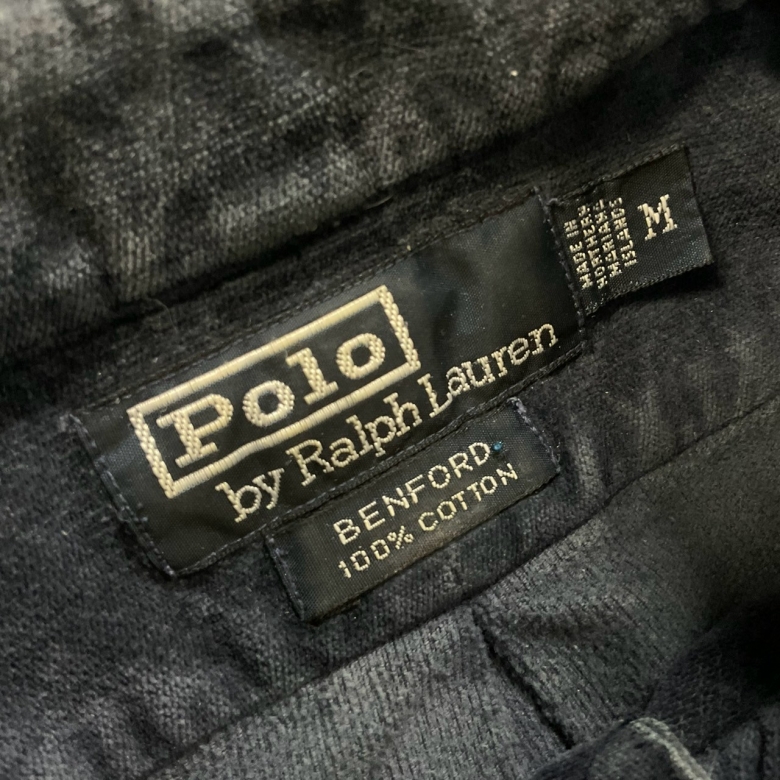 Polo
by Ralph Lauren
MADE IN
NORTHERN
MARIANA
ISLANDS
M
BENFORD
100% COTTON